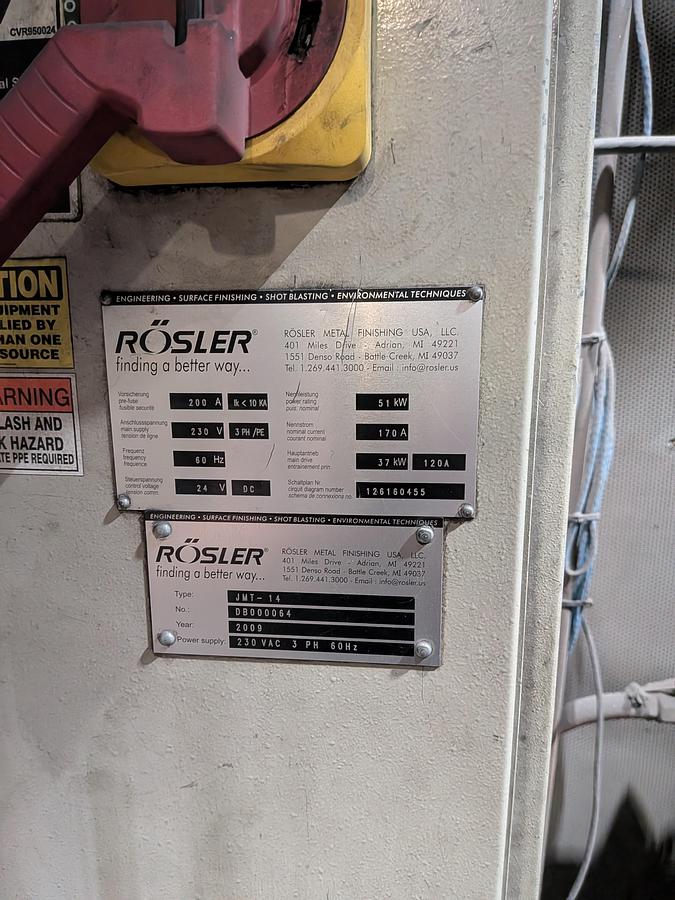 CVR950024
TION
UIPMENT
LIED BY
HAN ONE
SOURCE
ARNING
LASH AND
K HAZARD
ATE PPE REQUIRED
ENGINEERING • SURFACE FINISHING • SHOT BLASTING • ENVIRONMENTAL TECHNIQUES
RÖSLER®
finding a better way...
RÖSLER METAL FINISHING USA, LLC.
401 Miles Drive - Adrian, MI 49221
1551 Denso Road - Battle Creek, MI 49037
Tel. 1.269.441.3000 - Email : info@rosler.us
Vorsicherung
pre-fuse
fusible securité
200 A
Ik < 10 KA
Nennleistung
power rating
puis. nominal
51 kW
Anschlussspannung
main supply
tension de ligne
230 V
3 PH /PE
Nennstrom
nominal current
courant nominal
170 A
Frequenz
frequency
frequence
60 Hz
Hauptantrieb
main drive
entrainement prin.
37 kW
120A
Steuerspannung
control voltage
tension comm.
24 V
DC
Schaltplan Nr.
circuit diagram number
schema de connexions no.
126160455
ENGINEERING • SURFACE FINISHING • SHOT BLASTING • ENVIRONMENTAL TECHNIQUES
RÖSLER®
finding a better way...
RÖSLER METAL FINISHING USA, LLC.
401 Miles Drive - Adrian, MI 49221
1551 Denso Road - Battle Creek, MI 49037
Tel. 1.269.441.3000 - Email : info@rosler.us
Type: JMT-14
No.: DB000064
Year: 2009
Power supply: 230 VAC 3 PH 60Hz